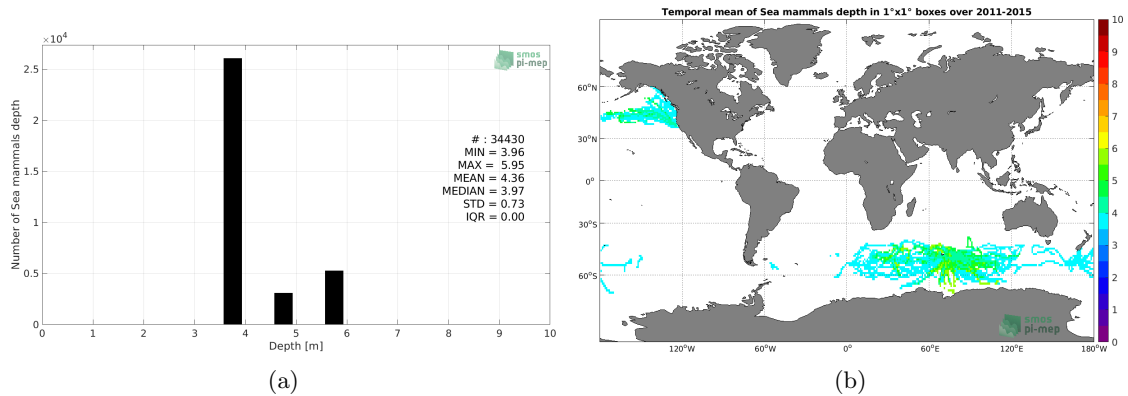 ×10⁴
smos
pi-mep
2.5
2
1.5
1
0.5
0
Number of Sea mammals depth
# : 34430
MIN = 3.96
MAX = 5.95
MEAN = 4.36
MEDIAN = 3.97
STD = 0.73
IQR = 0.00
0 1 2 3 4 5 6 7 8 9 10
Depth [m]
(a)
Temporal mean of Sea mammals depth in 1°x1° boxes over 2011-2015
60°N
30°N
0°
30°S
60°S
120°W 60°W 0° 60°E 120°E 180°W
smos
pi-mep
10
9
8
7
6
5
4
3
2
1
0
(b)